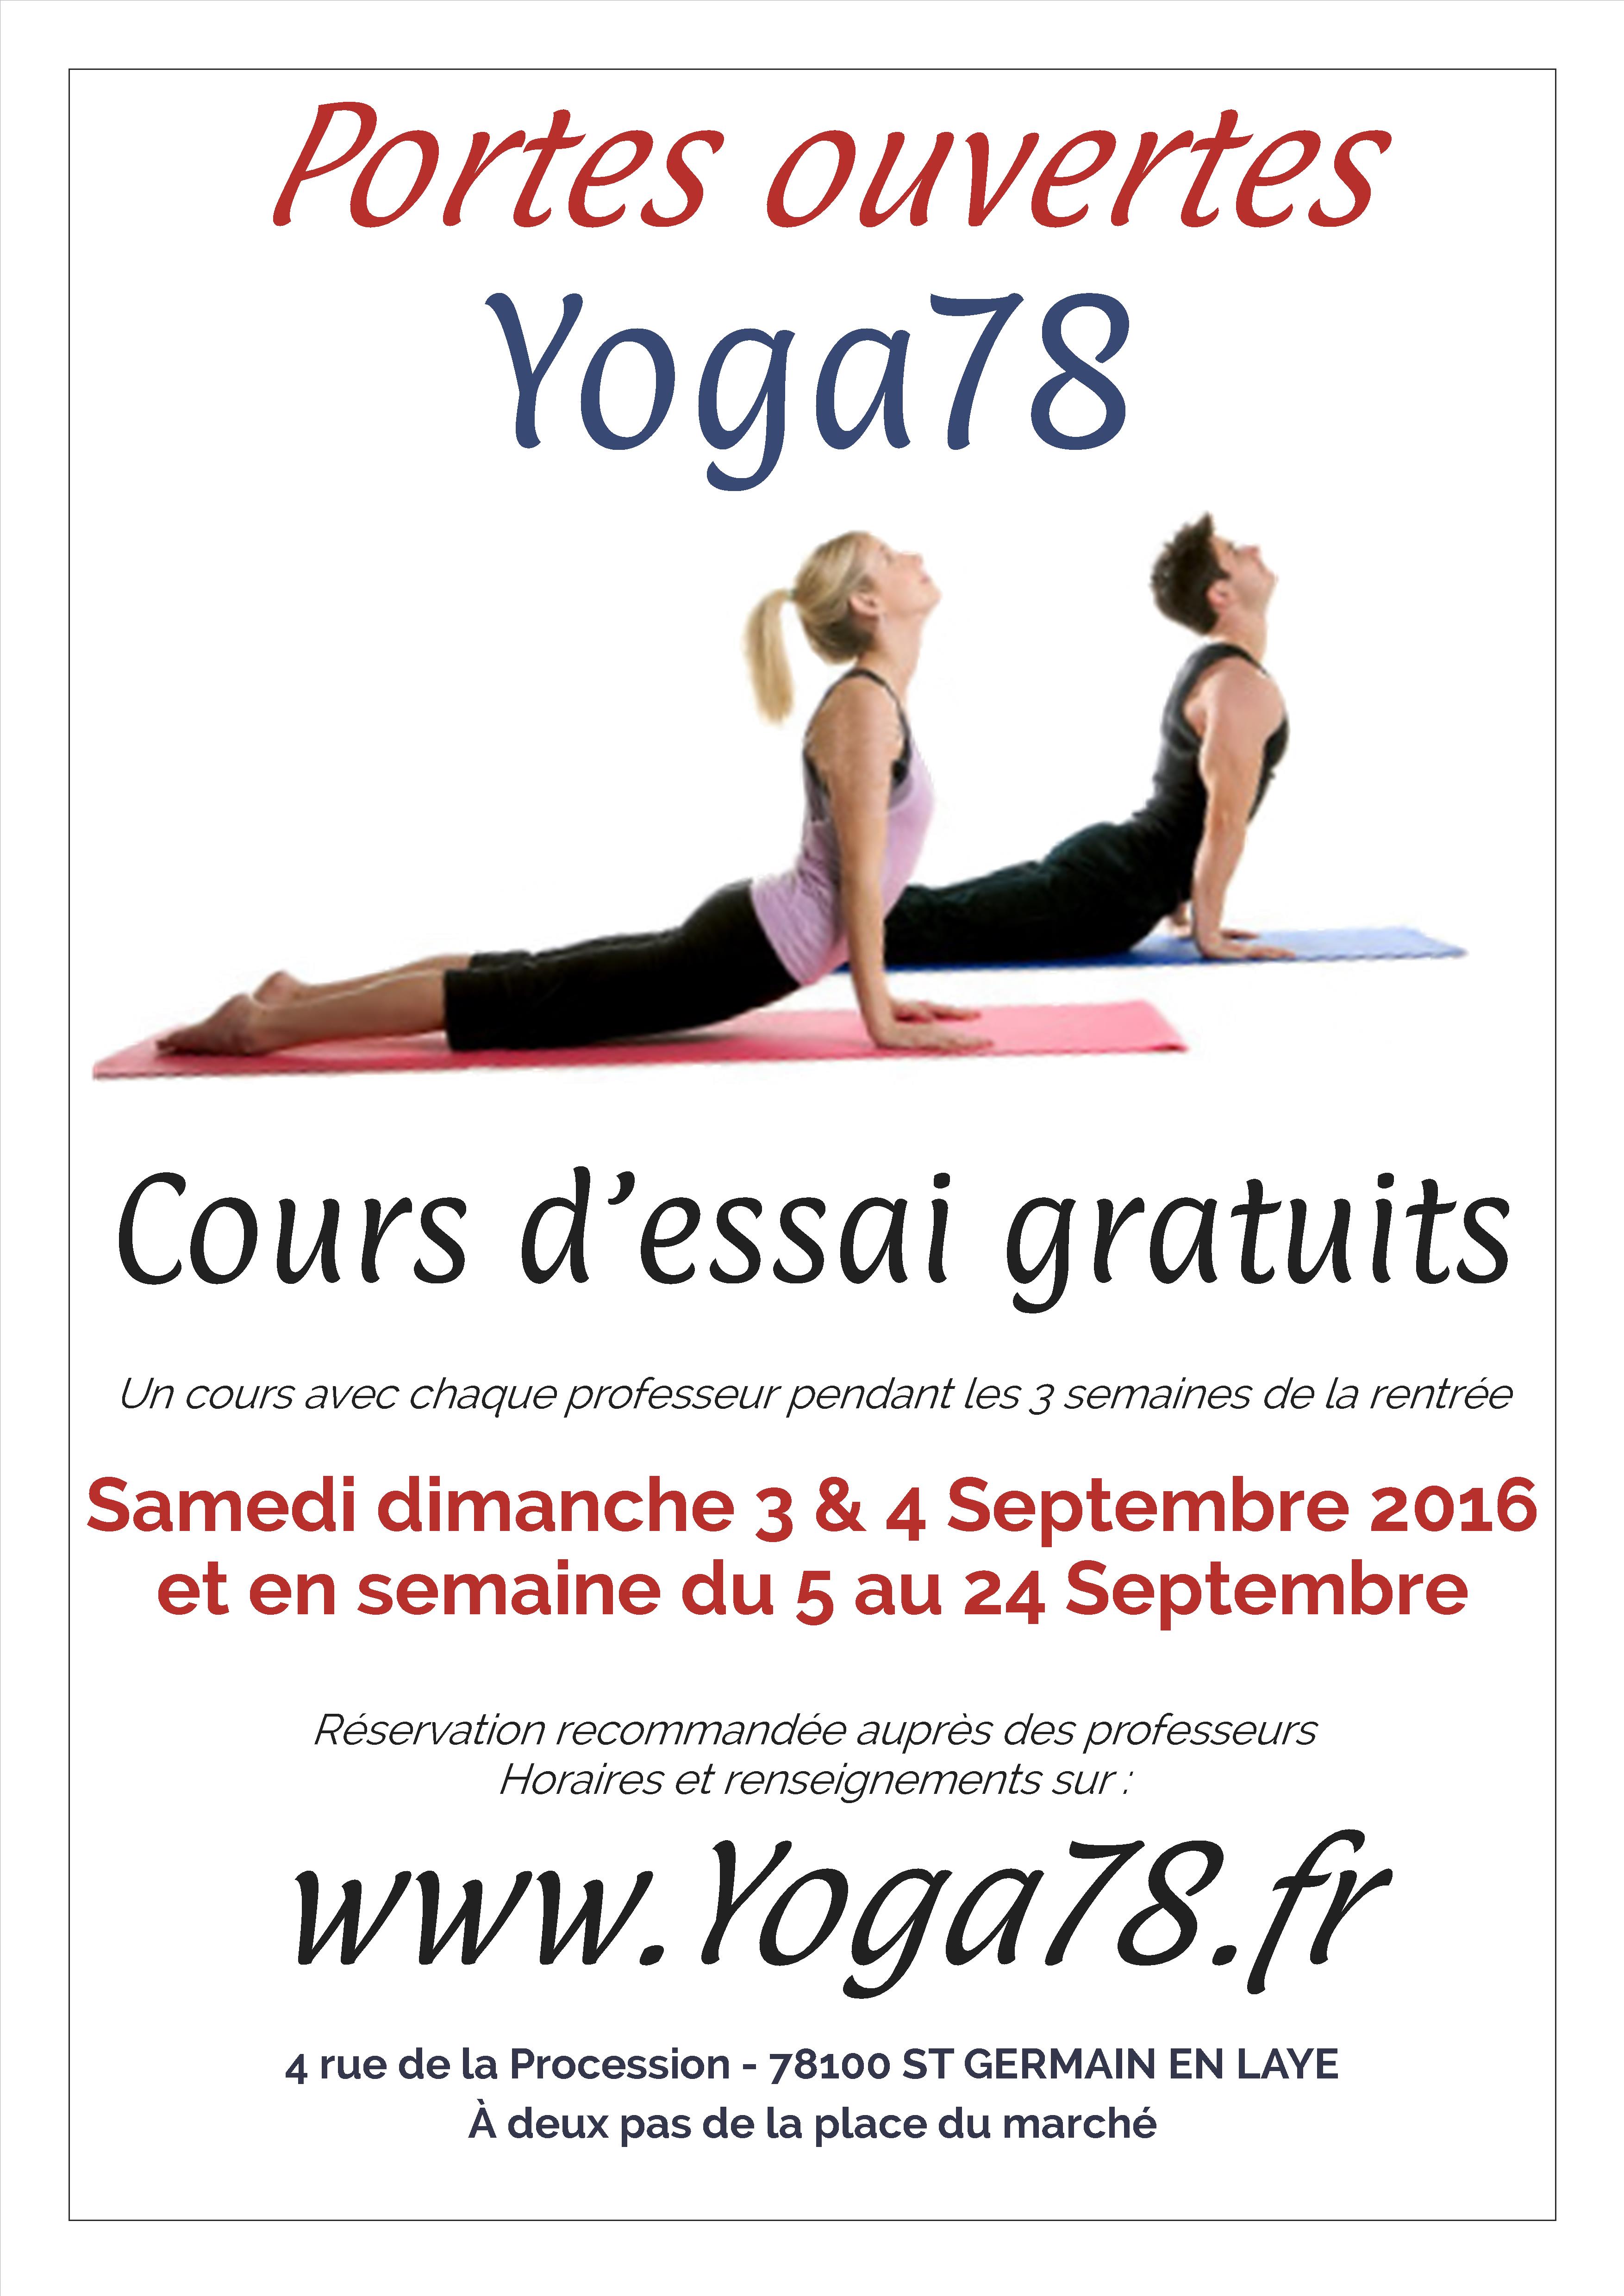 Portes ouvertes
Yoga78
Cours d’essai gratuits
Un cours avec chaque professeur pendant les 3 semaines de la rentrée
Samedi dimanche 3 & 4 Septembre 2016
et en semaine du 5 au 24 Septembre
Réservation recommandée auprès des professeurs
Horaires et renseignements sur :
www.Yoga78.fr
4 rue de la Procession - 78100 ST GERMAIN EN LAYE
À deux pas de la place du marché